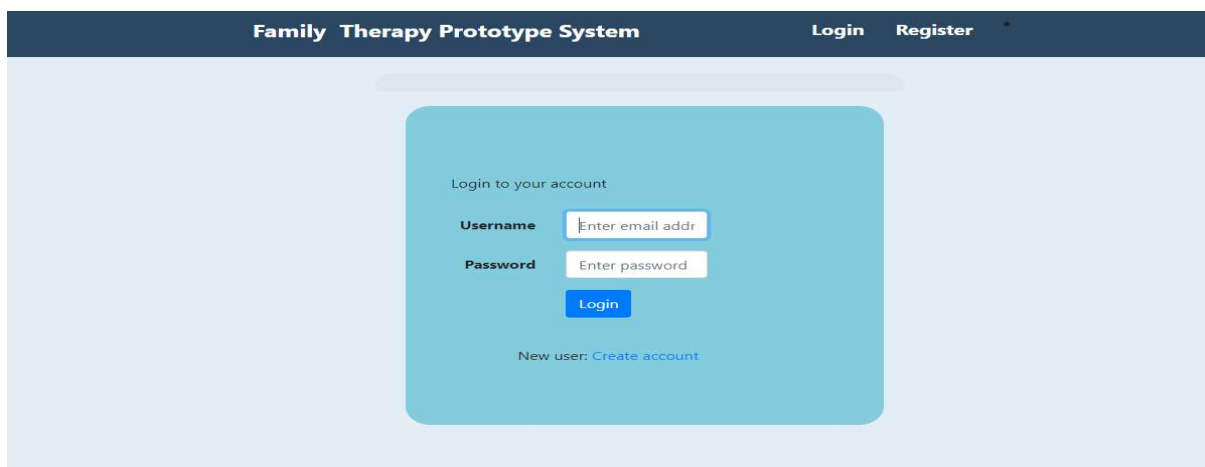 Family Therapy Prototype System Login Register
Login to your account
Username Enter email addr
Password Enter password
Login
New user: Create account